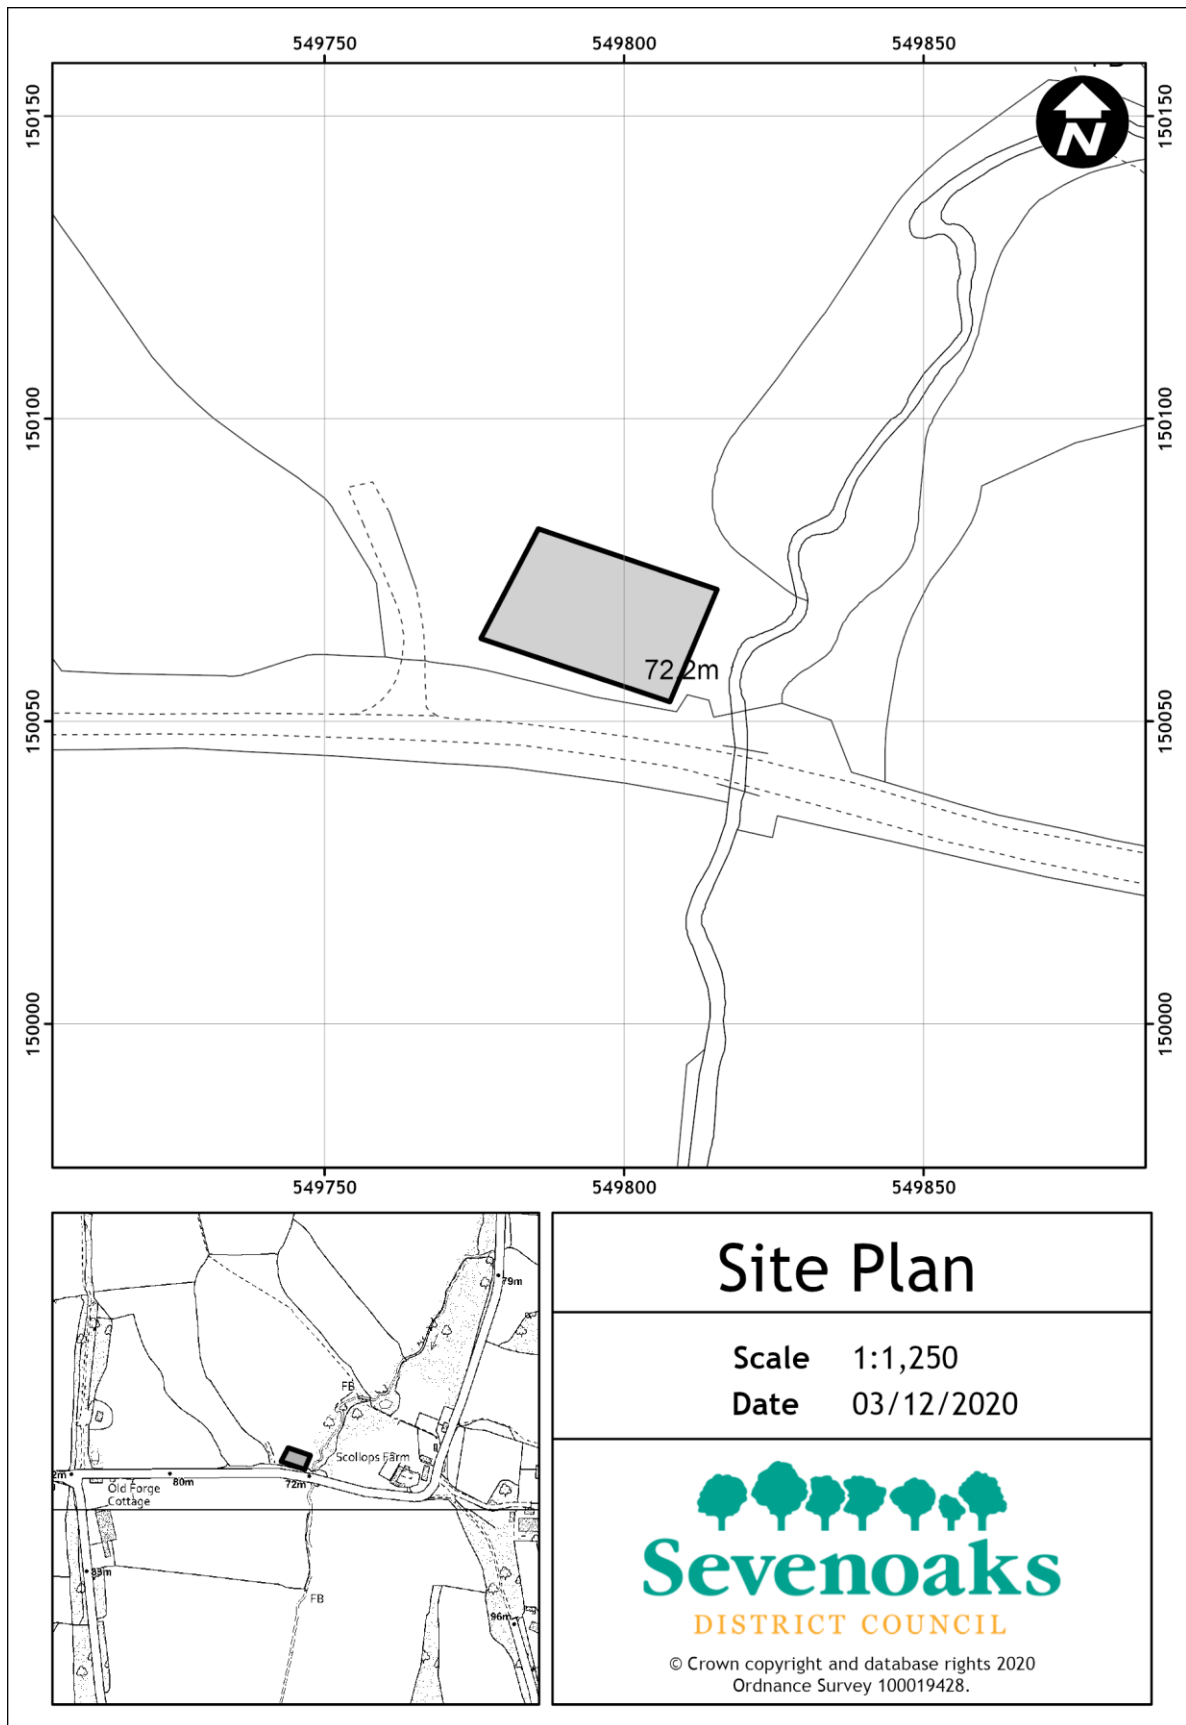 549750 549800 549850
150150 150150
N
150100 150100
72.2m
150050 150050
150000 150000
549750 549800 549850
79m
FB
Scollops Farm
80m
72m
Old Forge
Cottage
FB
96m
Site Plan
Scale 1:1,250
Date 03/12/2020
Sevenoaks
DISTRICT COUNCIL
© Crown copyright and database rights 2020
Ordnance Survey 100019428.